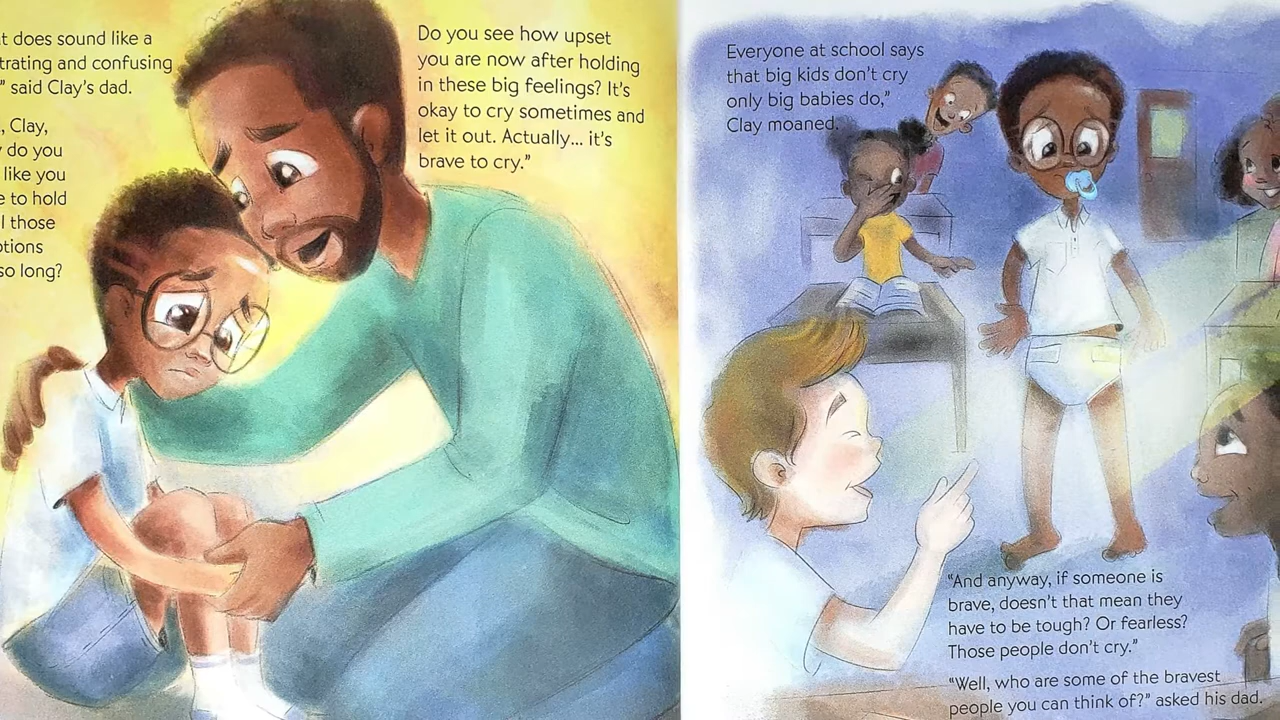 t does sound like a
trating and confusing
” said Clay’s dad.
, Clay,
do you
like you
e to hold
l those
otions
so long?
Do you see how upset
you are now after holding
in these big feelings? It’s
okay to cry sometimes and
let it out. Actually... it’s
brave to cry.”
Everyone at school says
that big kids don’t cry
only big babies do,”
Clay moaned.
“And anyway, if someone is
brave, doesn’t that mean they
have to be tough? Or fearless?
Those people don’t cry.”
“Well, who are some of the bravest
people you can think of?” asked his dad.